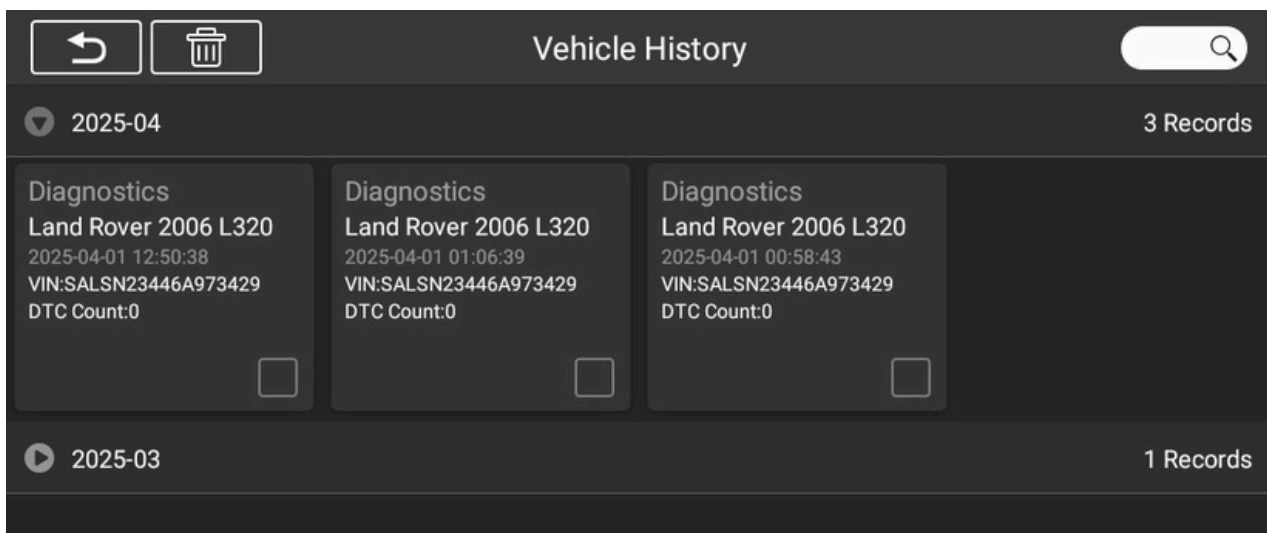 Vehicle History
2025-04
3 Records
Diagnostics
Land Rover 2006 L320
2025-04-01 12:50:38
VIN:SALSN23446A973429
DTC Count:0
Diagnostics
Land Rover 2006 L320
2025-04-01 01:06:39
VIN:SALSN23446A973429
DTC Count:0
Diagnostics
Land Rover 2006 L320
2025-04-01 00:58:43
VIN:SALSN23446A973429
DTC Count:0
2025-03
1 Records